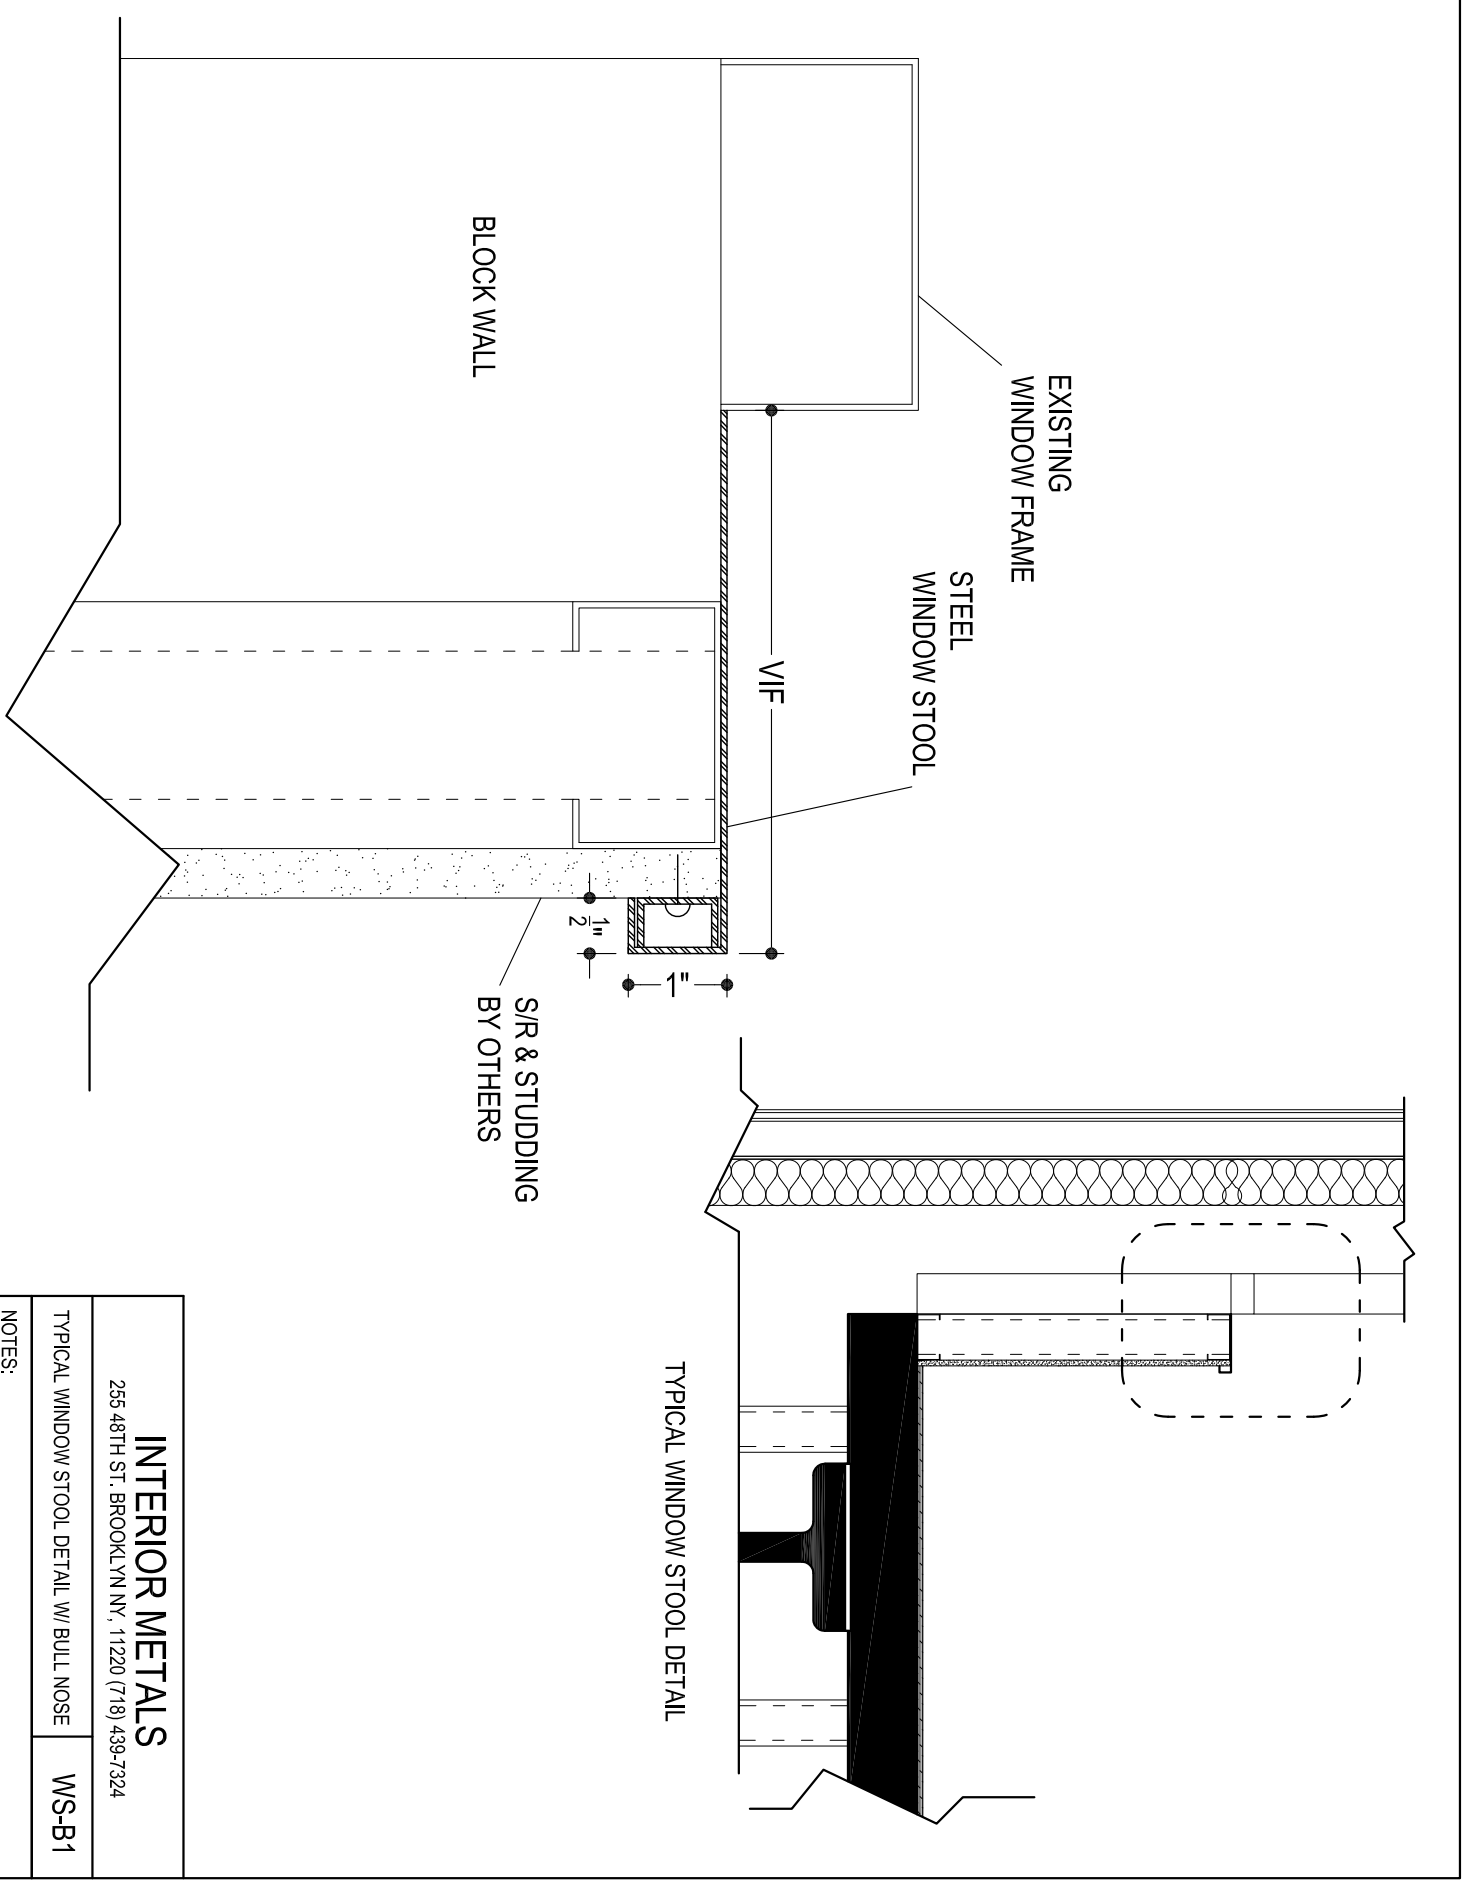 EXISTING
WINDOW FRAME
STEEL
WINDOW STOOL
VIF
BLOCK WALL
1/2"
1"
S/R & STUDDING
BY OTHERS
TYPICAL WINDOW STOOL DETAIL
INTERIOR METALS
255 48TH ST. BROOKLYN NY, 11220 (718) 439-7324
TYPICAL WINDOW STOOL DETAIL W/ BULL NOSE
WS-B1
NOTES: